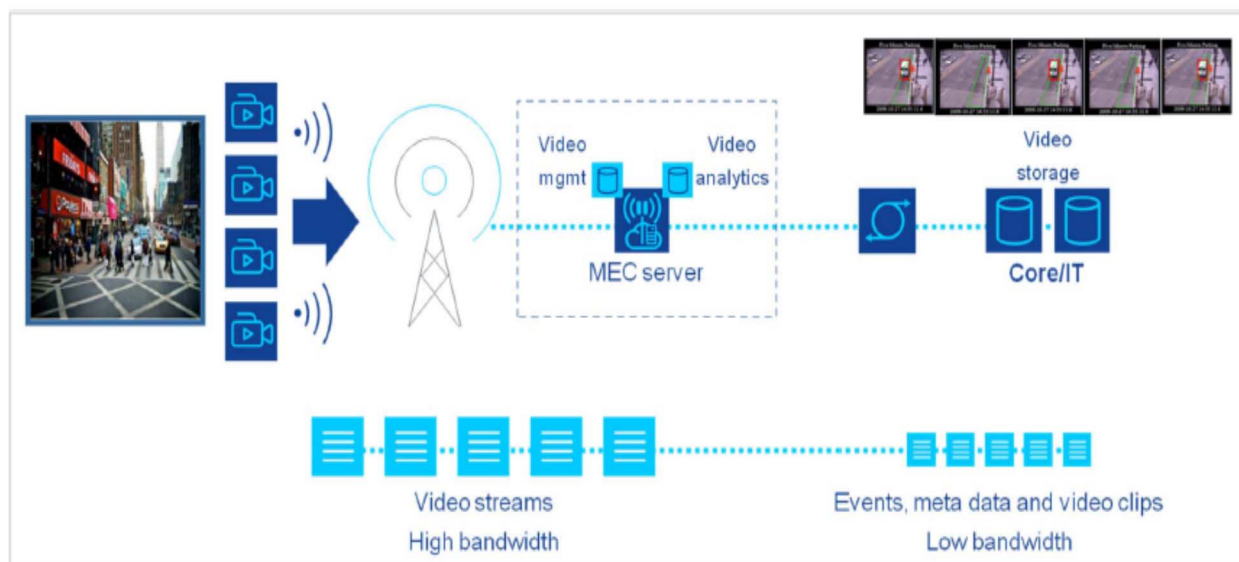 Video
mgmt
Video
analytics
MEC server
Video
storage
Core/IT
Video streams
High bandwidth
Events, meta data and video clips
Low bandwidth